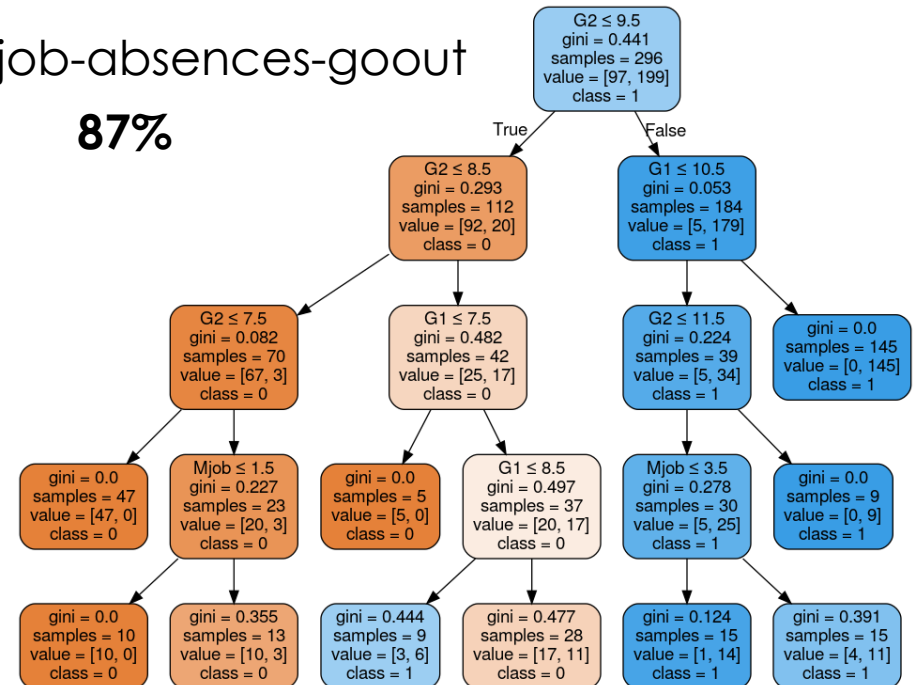 job-absences-goout
87%
G2 ≤ 9.5
gini = 0.441
samples = 296
value = [97, 199]
class = 1
True
False
G2 ≤ 8.5
gini = 0.293
samples = 112
value = [92, 20]
class = 0
G1 ≤ 10.5
gini = 0.053
samples = 184
value = [5, 179]
class = 1
G2 ≤ 7.5
gini = 0.082
samples = 70
value = [67, 3]
class = 0
G1 ≤ 7.5
gini = 0.482
samples = 42
value = [25, 17]
class = 0
G2 ≤ 11.5
gini = 0.224
samples = 39
value = [5, 34]
class = 1
gini = 0.0
samples = 145
value = [0, 145]
class = 1
gini = 0.0
samples = 47
value = [47, 0]
class = 0
Mjob ≤ 1.5
gini = 0.227
samples = 23
value = [20, 3]
class = 0
gini = 0.0
samples = 5
value = [5, 0]
class = 0
G1 ≤ 8.5
gini = 0.497
samples = 37
value = [20, 17]
class = 0
Mjob ≤ 3.5
gini = 0.278
samples = 30
value = [5, 25]
class = 1
gini = 0.0
samples = 9
value = [0, 9]
class = 1
gini = 0.0
samples = 10
value = [10, 0]
class = 0
gini = 0.355
samples = 13
value = [10, 3]
class = 0
gini = 0.444
samples = 9
value = [3, 6]
class = 1
gini = 0.477
samples = 28
value = [17, 11]
class = 0
gini = 0.124
samples = 15
value = [1, 14]
class = 1
gini = 0.391
samples = 15
value = [4, 11]
class = 1